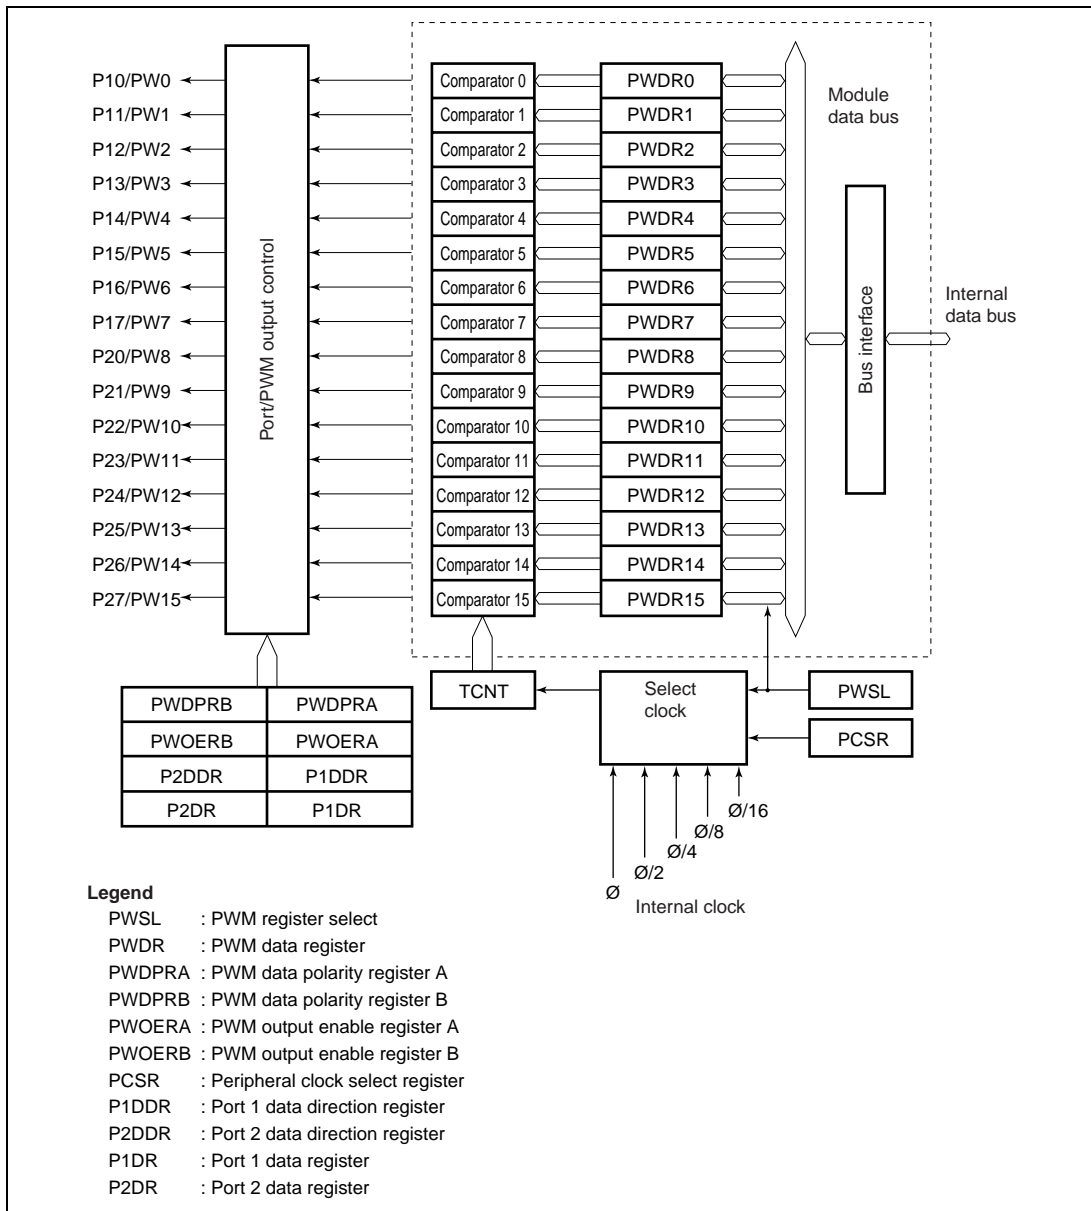 P10/PW0 Comparator 0 PWDR0
Module
data bus
P11/PW1 Comparator 1 PWDR1
P12/PW2 Comparator 2 PWDR2
P13/PW3 Comparator 3 PWDR3
P14/PW4 Comparator 4 PWDR4
P15/PW5 Comparator 5 PWDR5
P16/PW6 Comparator 6 PWDR6
P17/PW7 Comparator 7 PWDR7
P20/PW8 Comparator 8 PWDR8
P21/PW9 Comparator 9 PWDR9
P22/PW10 Comparator 10 PWDR10
P23/PW11 Comparator 11 PWDR11
P24/PW12 Comparator 12 PWDR12
P25/PW13 Comparator 13 PWDR13
P26/PW14 Comparator 14 PWDR14
P27/PW15 Comparator 15 PWDR15
Port/PWM output control
Bus interface
Internal
data bus
TCNT
Select
clock
PWSL
PCSR
PWDPRB PWDPRA
PWOERB PWOERA
P2DDR P1DDR
P2DR P1DR
Ø/16
Ø/8
Ø/4
Ø/2
Ø
Internal clock
Legend
PWSL : PWM register select
PWDR : PWM data register
PWDPRA : PWM data polarity register A
PWDPRB : PWM data polarity register B
PWOERA : PWM output enable register A
PWOERB : PWM output enable register B
PCSR : Peripheral clock select register
P1DDR : Port 1 data direction register
P2DDR : Port 2 data direction register
P1DR : Port 1 data register
P2DR : Port 2 data register